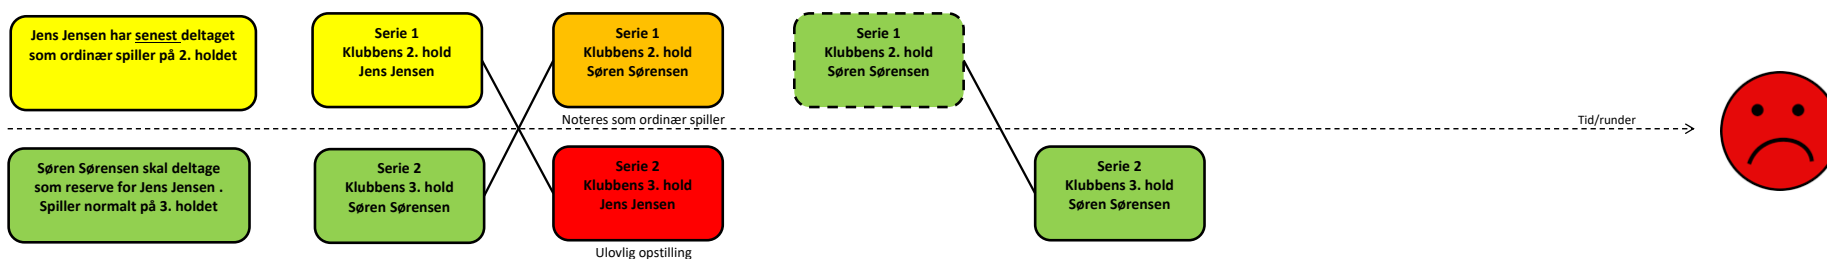 Jens Jensen har senest deltaget
som ordinær spiller på 2. holdet
Serie 1
Klubbens 2. hold
Jens Jensen
Serie 1
Klubbens 2. hold
Søren Sørensen
Serie 1
Klubbens 2. hold
Søren Sørensen
Noteres som ordinær spiller
Tid/runder
Søren Sørensen skal deltage
som reserve for Jens Jensen .
Spiller normalt på 3. holdet
Serie 2
Klubbens 3. hold
Søren Sørensen
Serie 2
Klubbens 3. hold
Jens Jensen
Serie 2
Klubbens 3. hold
Søren Sørensen
Ulovlig opstilling